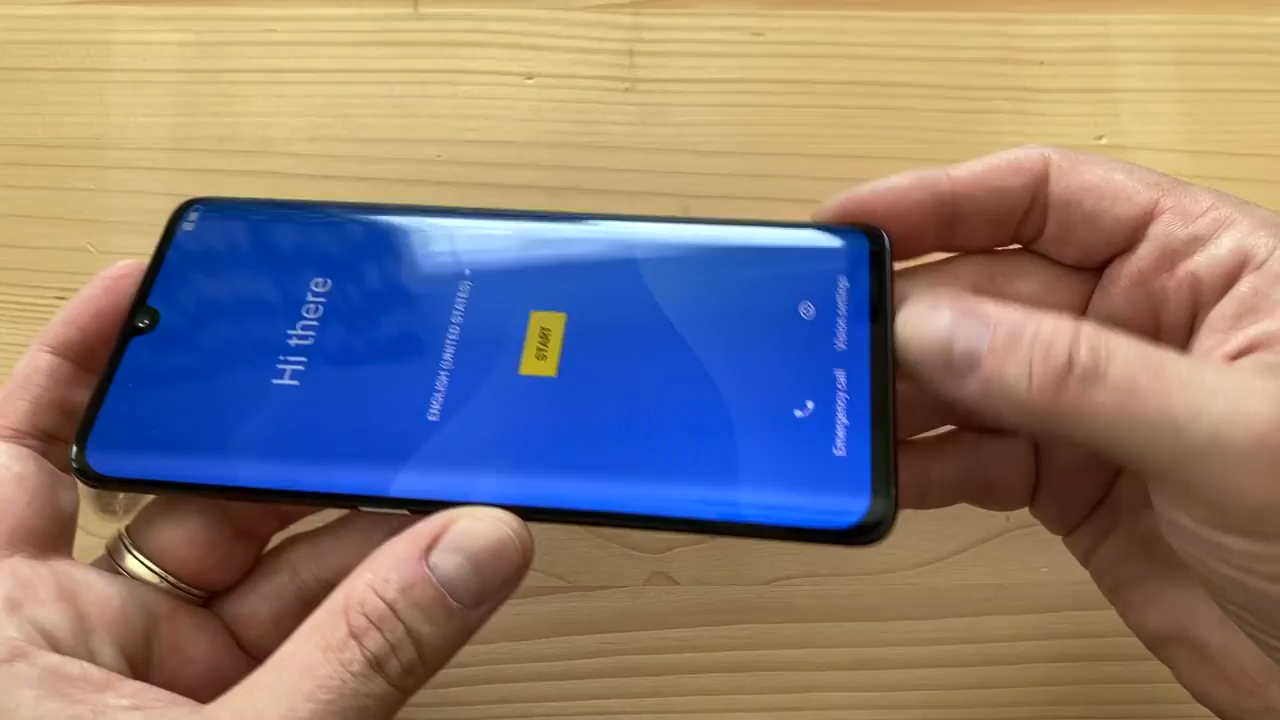 Hi there
ENGLISH (UNITED STATES)
START
Emergency call
Vision settings